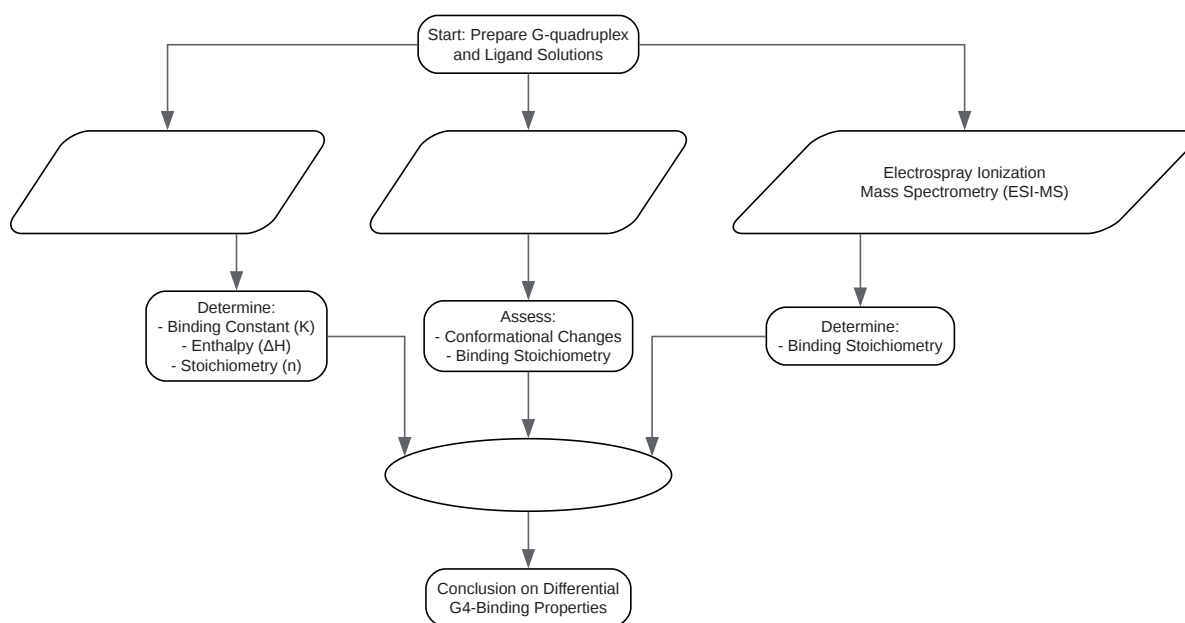 Start: Prepare G-quadruplex
and Ligand Solutions
Electrospray Ionization
Mass Spectrometry (ESI-MS)
Determine:
- Binding Constant (K)
- Enthalpy (ΔH)
- Stoichiometry (n)
Assess:
- Conformational Changes
- Binding Stoichiometry
Determine:
- Binding Stoichiometry
Conclusion on Differential
G4-Binding Properties